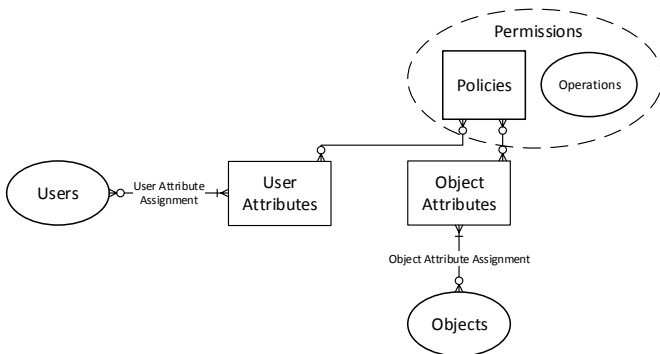 Permissions
Policies
Operations
Users
User Attribute
Assignment
User
Attributes
Object
Attributes
Object Attribute Assignment
Objects